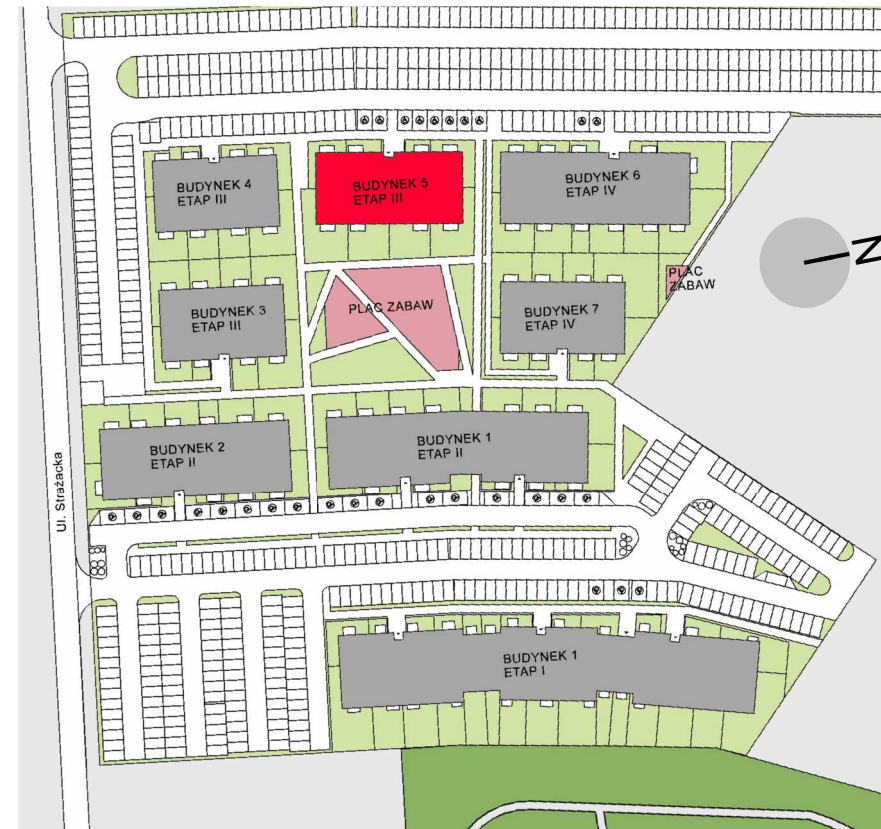 BUDYNEK 4
ETAP III
BUDYNEK 5
ETAP III
BUDYNEK 6
ETAP IV
N
PLAC
ZABAW
BUDYNEK 3
ETAP III
PLAC ZABAW
BUDYNEK 7
ETAP IV
BUDYNEK 2
ETAP II
BUDYNEK 1
ETAP II
Ul. Strażacka
BUDYNEK 1
ETAP I